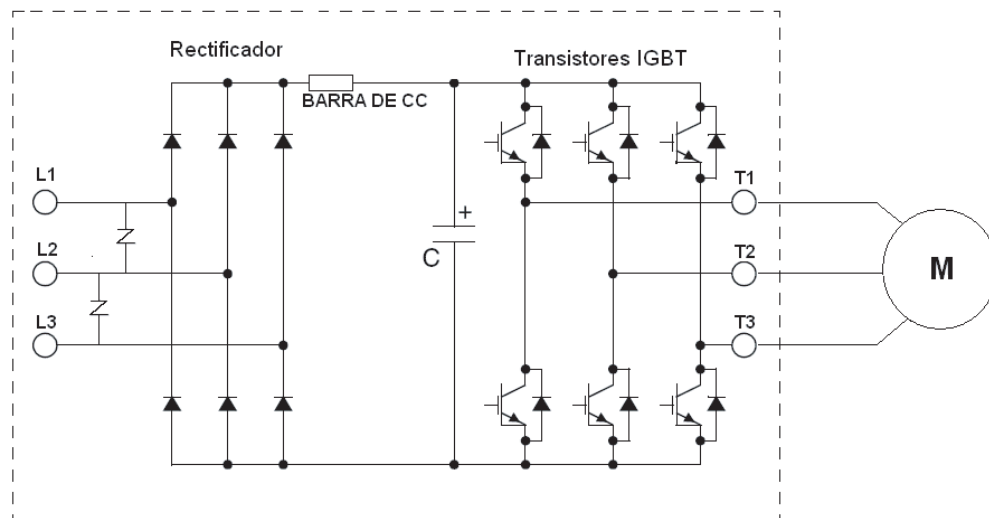 Rectificador
Transistores IGBT
BARRA DE CC
L1
T1
+
L2
C
T2
M
L3
T3